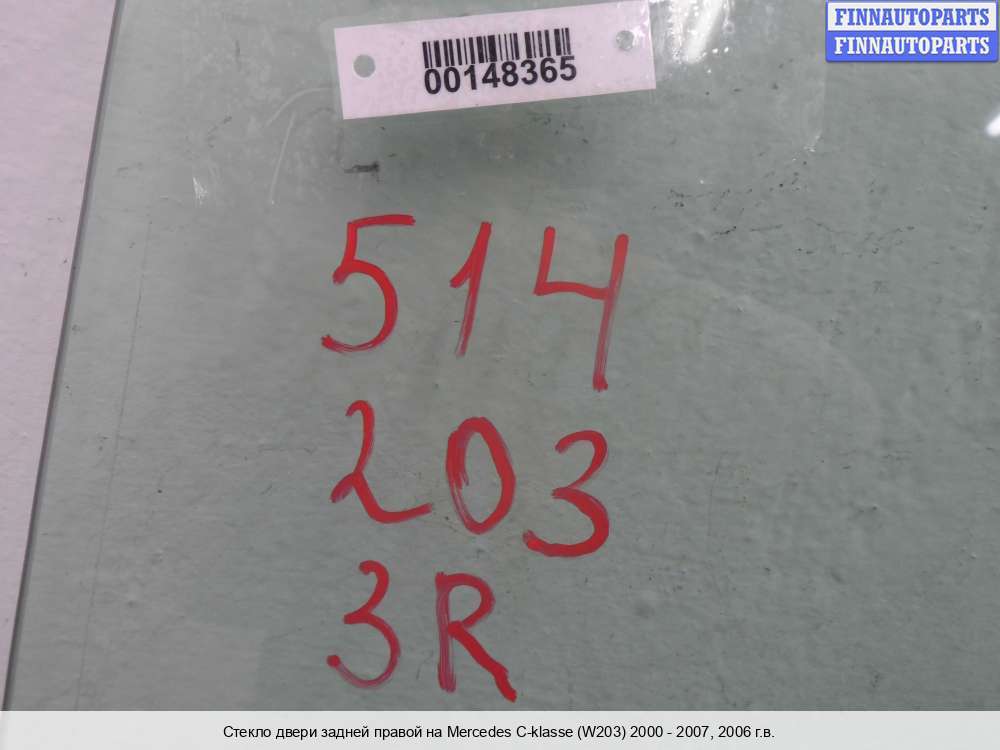 FINNAUTOPARTS
FINNAUTOPARTS
00148365
514
203
3R
Стекло двери задней правой на Mercedes C-klasse (W203) 2000 - 2007, 2006 г.в.